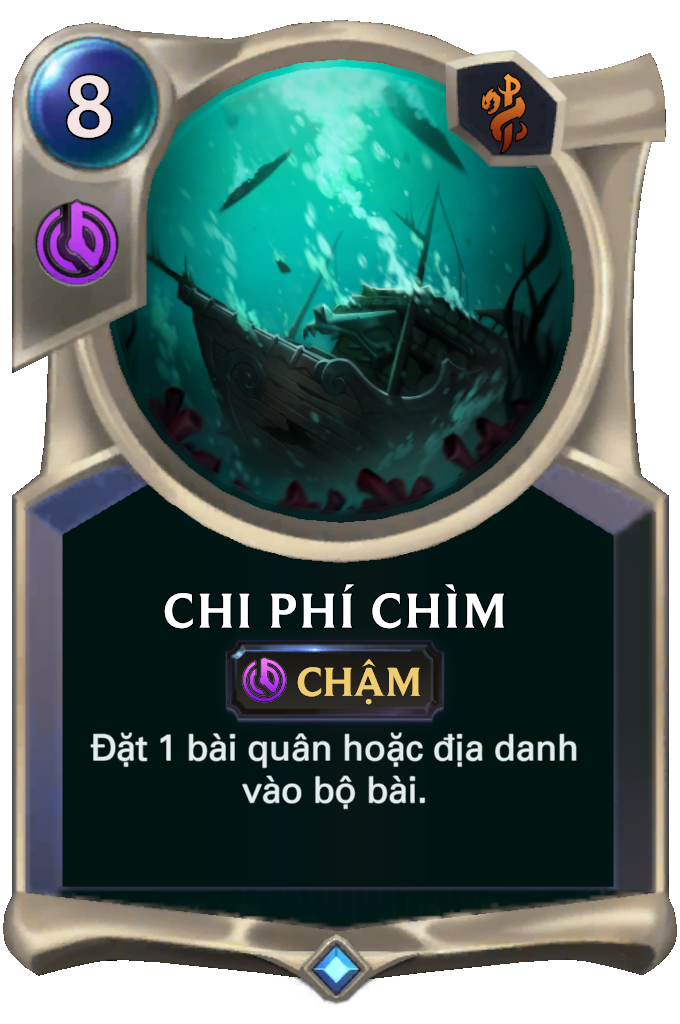 8
CHI PHÍ CHÌM
CHẬM
Đặt 1 bài quân hoặc địa danh
vào bộ bài.